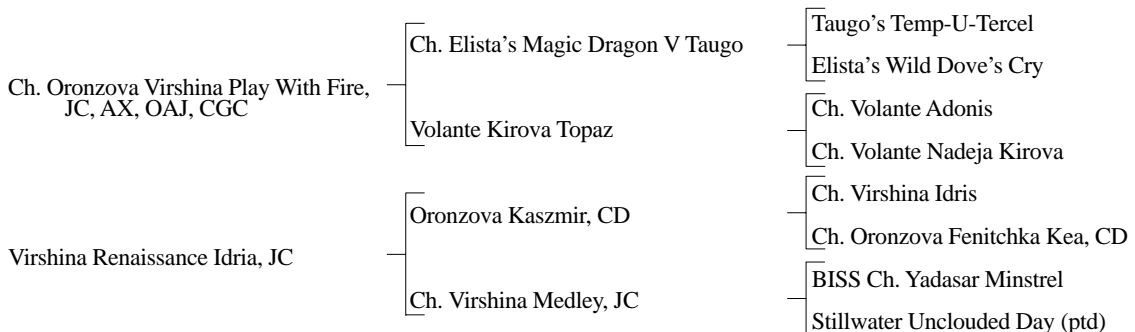 Ch. Oronzova Virshina Play With Fire,
JC, AX, OAJ, CGC
Virshina Renaissance Idria, JC
Ch. Elista’s Magic Dragon V Taugo
Volante Kirova Topaz
Oronzova Kaszmir, CD
Ch. Virshina Medley, JC
Taugo’s Temp-U-Tercel
Elista’s Wild Dove’s Cry
Ch. Volante Adonis
Ch. Volante Nadeja Kirova
Ch. Virshina Idris
Ch. Oronzova Fenitchka Kea, CD
BISS Ch. Yadasar Minstrel
Stillwater Unclouded Day (ptd)